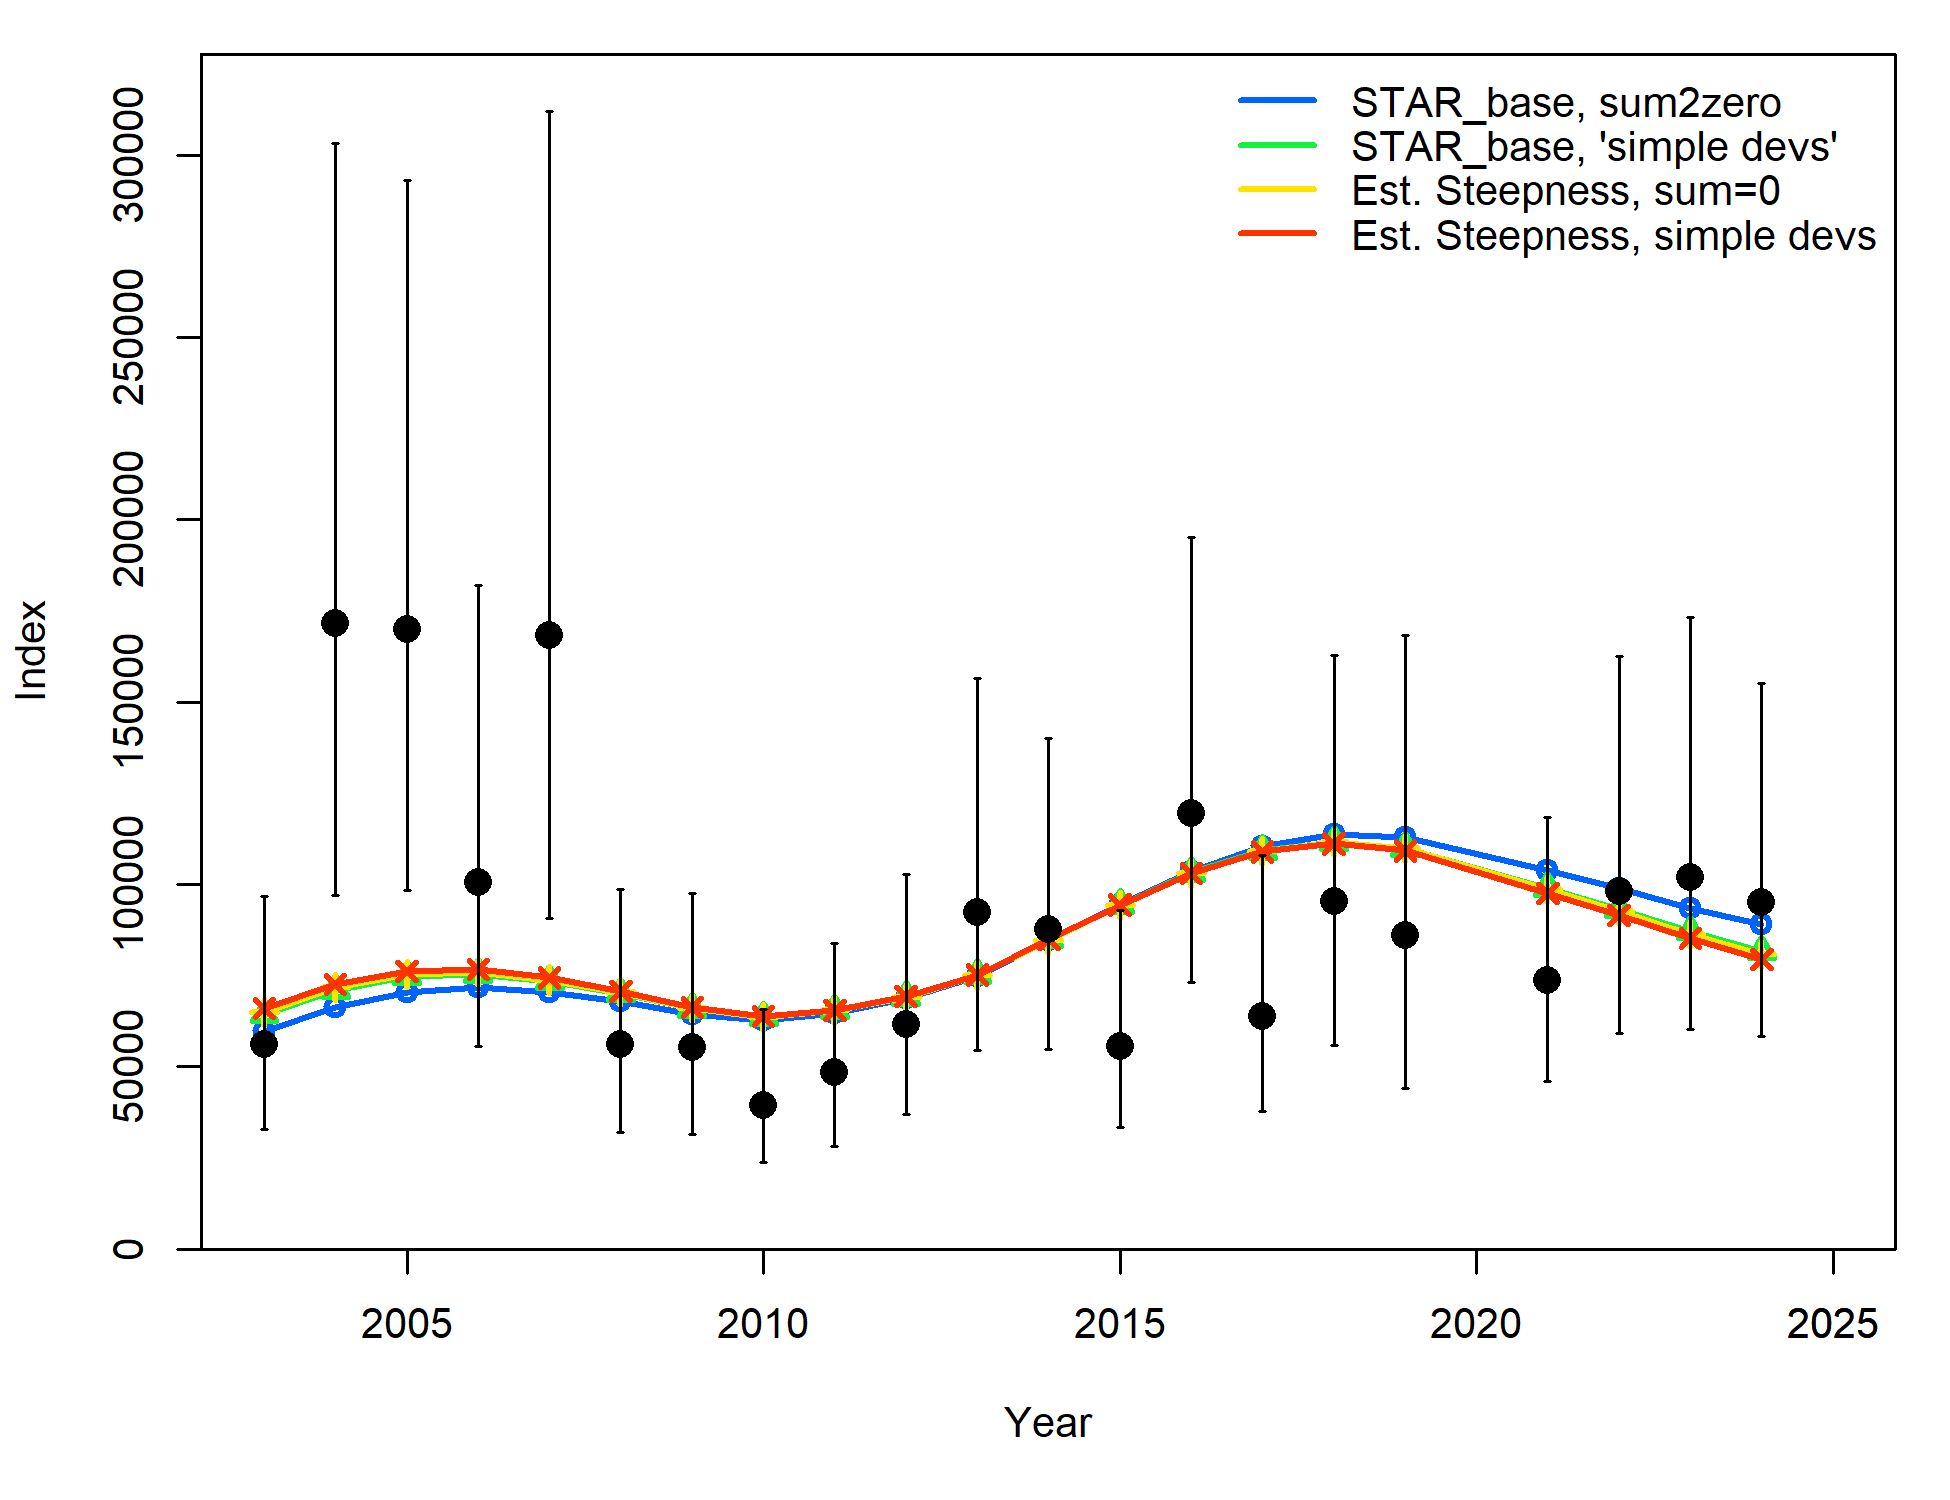 STAR_base, sum2zero
STAR_base, 'simple devs'
Est. Steepness, sum=0
Est. Steepness, simple devs
300000
250000
200000
150000
100000
50000
0
Index
2005 2010 2015 2020 2025
Year